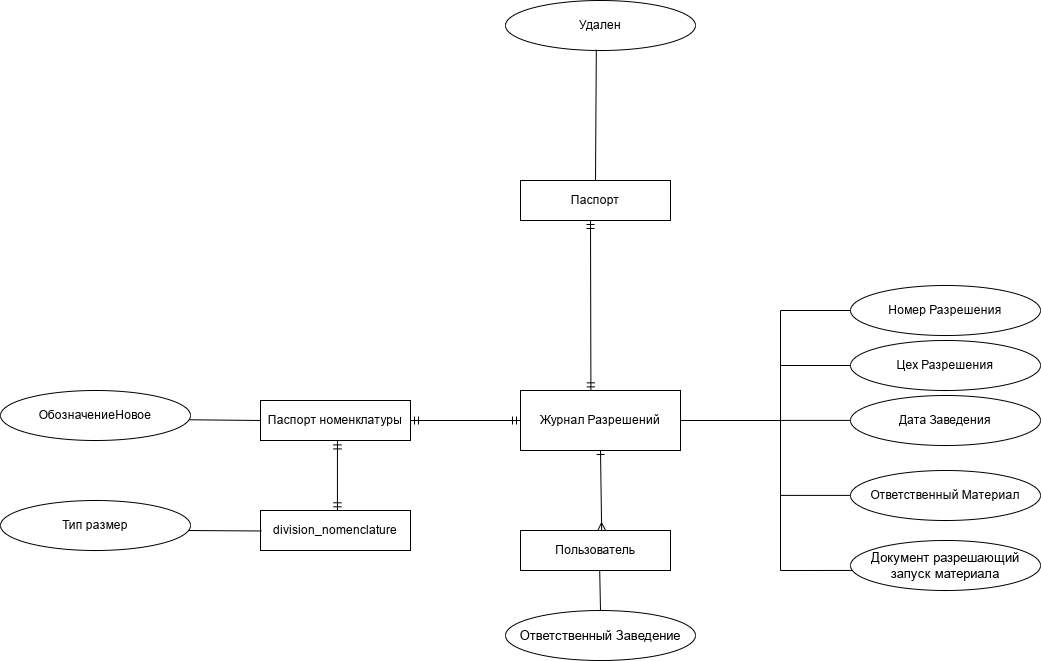 Удален
Паспорт
Номер Разрешения
Цех Разрешения
ОбозначениеНовое
Паспорт номенклатуры
Журнал Разрешений
Дата Заведения
Ответственный Материал
Тип размер
division_nomenclature
Пользователь
Документ разрешающий
запуск материала
Ответственный Заведение